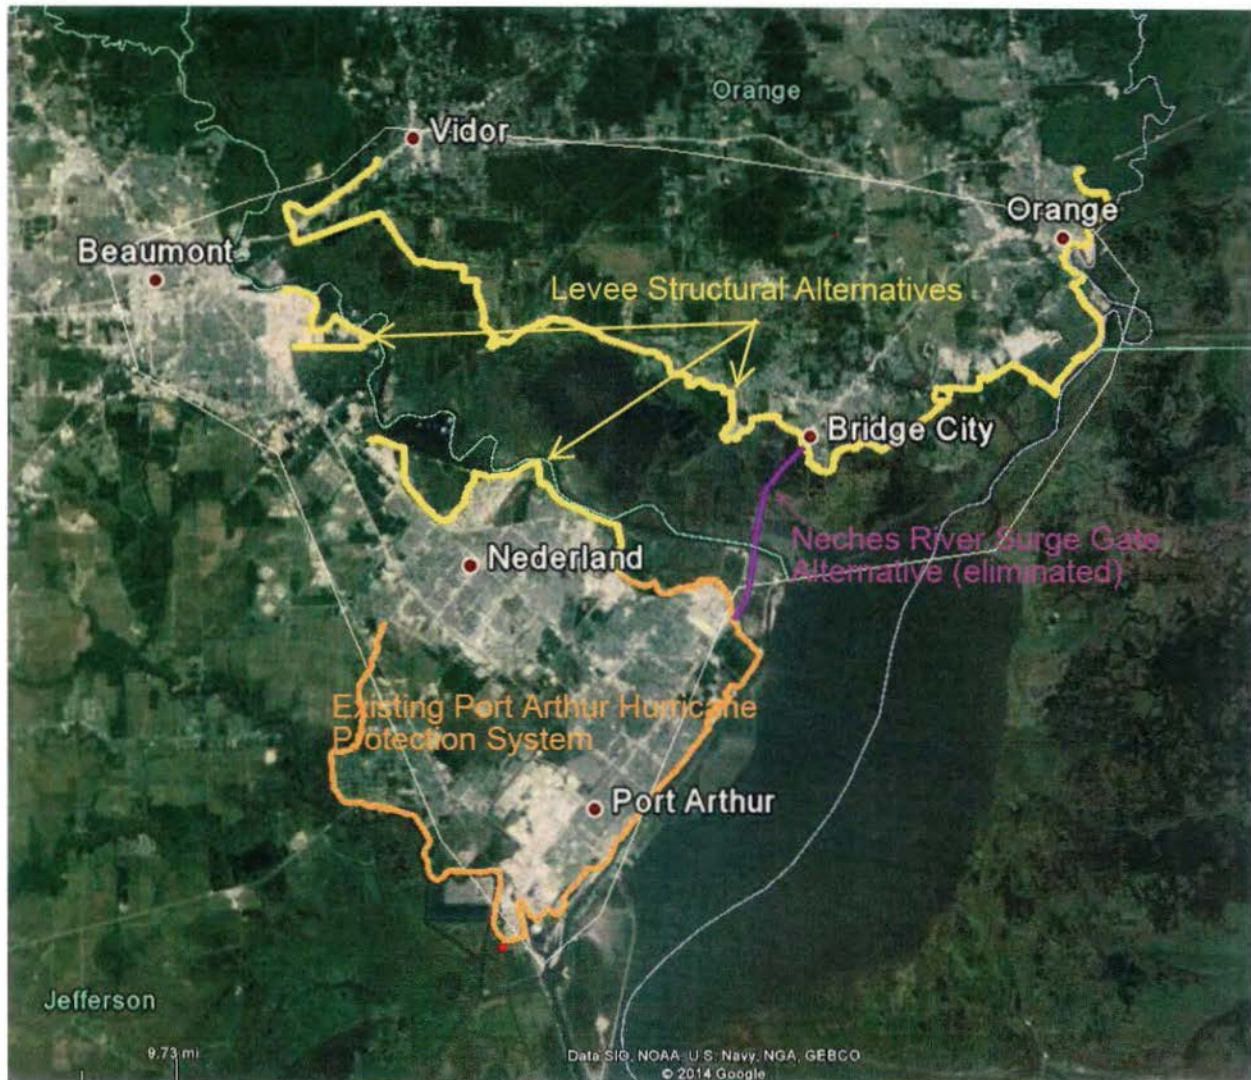 Orange
Vidor
Orange
Beaumont
Levee Structural Alternatives
Bridge City
Neches River Surge Gate
Alternative (eliminated)
Nederland
Existing Port Arthur Hurricane
Protection System
Port Arthur
Jefferson
9.73 mi
Data SIO, NOAA, U.S. Navy, NGA, GEBCO
© 2014 Google